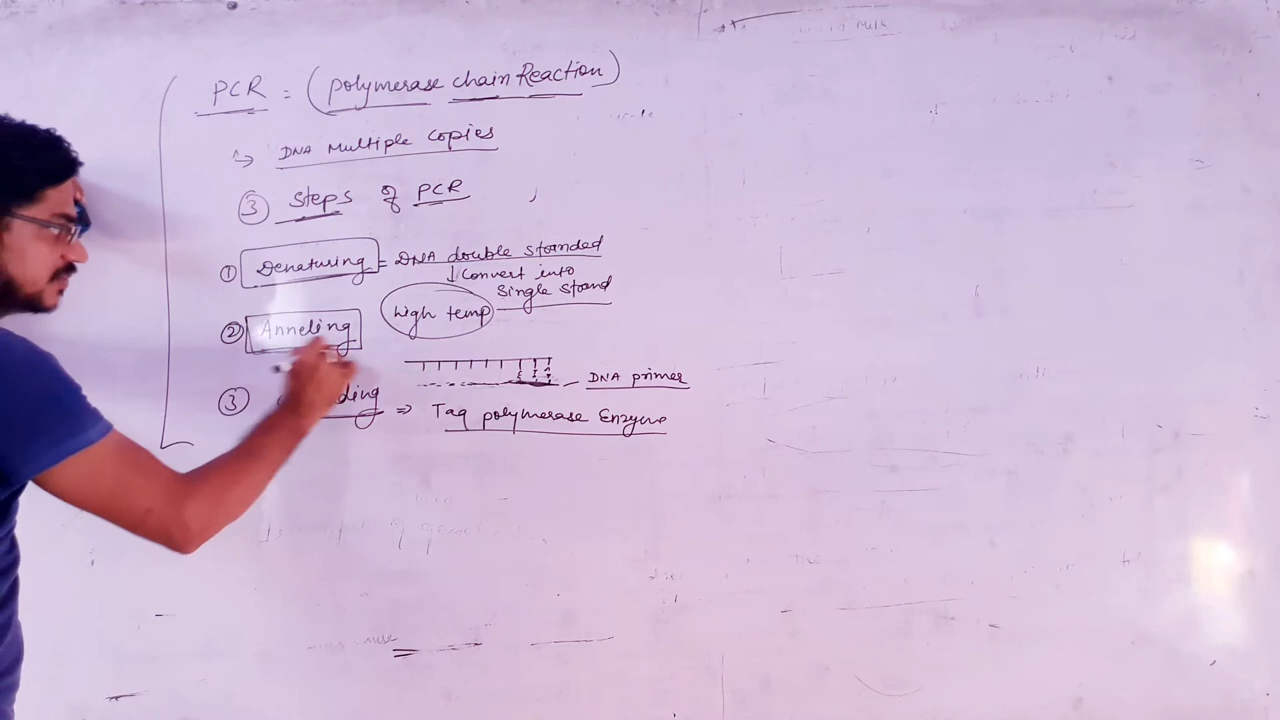 PCR = (polymerase chain Reaction)
↳ DNA Multiple Copies
③ Steps of PCR
① Denaturing = DNA double stranded
↓ Convert into
Single Strand
high temp
② Anneling
DNA primer
③ ding ⇒ Taq polymerase Enzyme